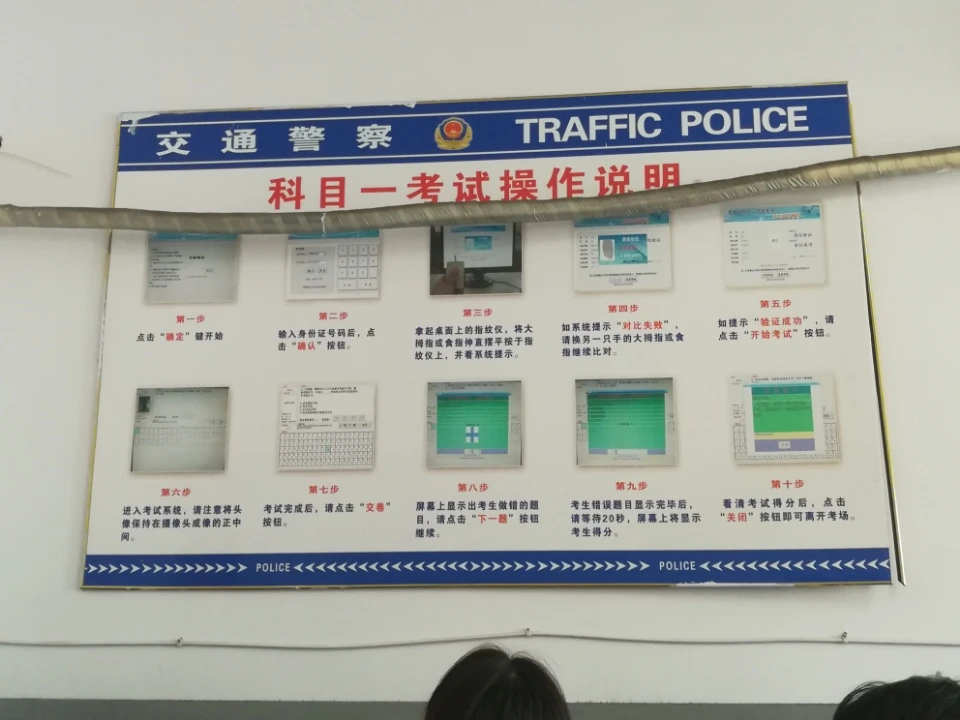 交通警察 TRAFFIC POLICE
科目一考试操作说明
第一步
点击“确定”键开始
第二步
输入身份证号码后，点
击“确认”按钮。
第三步
拿起桌面上的指纹仪，将大
拇指或食指伸直摆平按于指
纹仪上，并看系统提示。
第四步
如系统提示“对比失败”，
请换另一只手的大拇指或食
指继续比对。
第五步
如提示“验证成功”，请
点击“开始考试”按钮。
第六步
进入考试系统，请注意将头
像保持在摄像头成像的正中
间。
第七步
考试完成后，请点击“交卷”
按钮。
第八步
屏幕上显示出考生做错的题
目，请点击“下一题”按钮
继续。
第九步
考生错误题目显示完毕后，
请等待20秒，屏幕上将显示
考生得分。
第十步
看清考试得分后，点击
“关闭”按钮即可离开考场。
POLICE POLICE